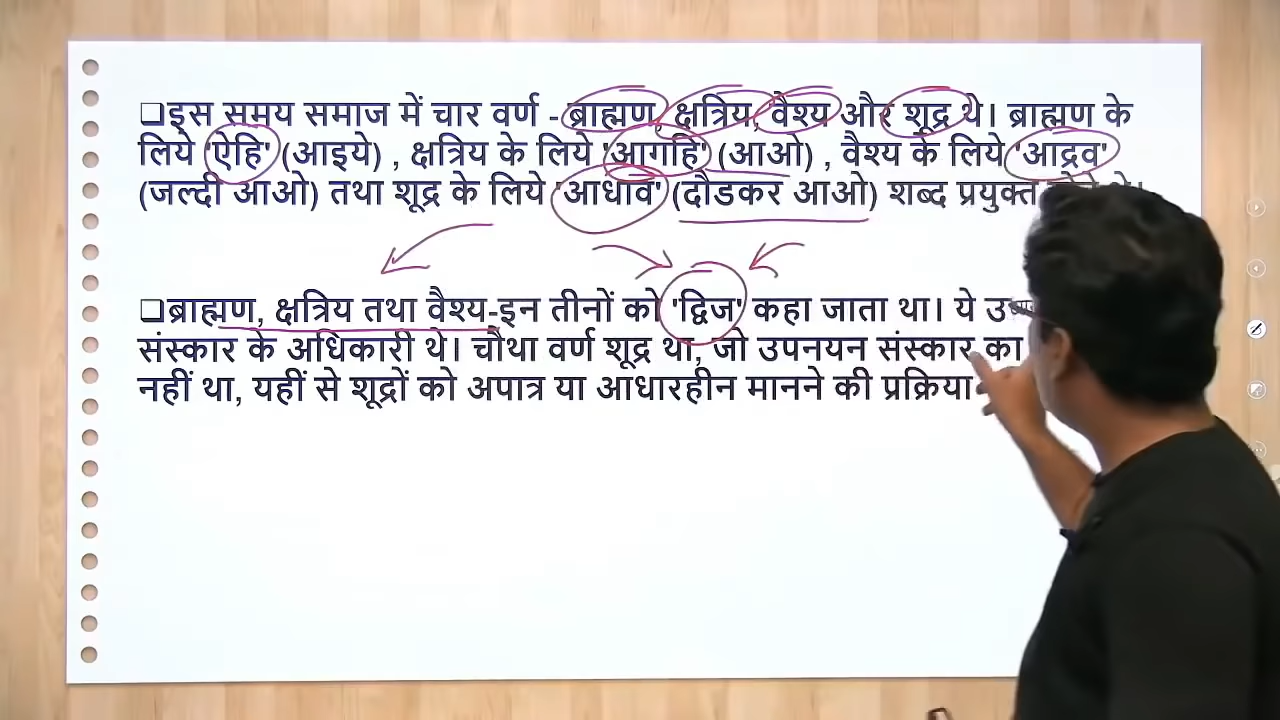 ❑इस समय समाज में चार वर्ण - ब्राह्मण, क्षत्रिय, वैश्य और शूद्र थे। ब्राह्मण के
लिये 'ऐहि' (आइये) , क्षत्रिय के लिये 'आगहि' (आओ) , वैश्य के लिये 'आद्रव'
(जल्दी आओ) तथा शूद्र के लिये 'आधाव' (दौडकर आओ) शब्द प्रयुक्त
❑ब्राह्मण, क्षत्रिय तथा वैश्य-इन तीनों को 'द्विज' कहा जाता था। ये
संस्कार के अधिकारी थे। चौथा वर्ण शूद्र था, जो उपनयन संस्कार का
नहीं था, यहीं से शूद्रों को अपात्र या आधारहीन मानने की प्रक्रिया